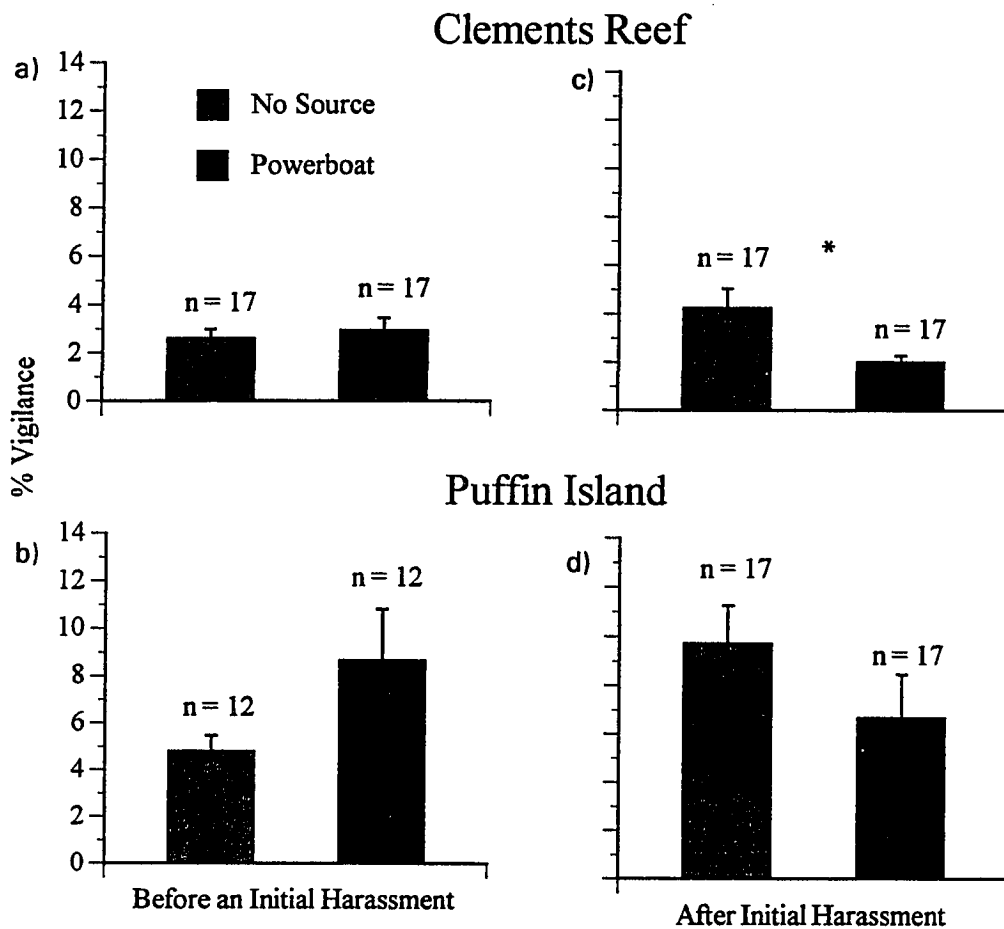 Clements Reef
a)
14
12
10
8
6
4
2
0
No Source
Powerboat
n = 17
n = 17
c)
n = 17
*
n = 17
% Vigilance
Puffin Island
b)
14
12
10
8
6
4
2
0
n = 12
n = 12
Before an Initial Harassment
d)
n = 17
n = 17
After Initial Harassment